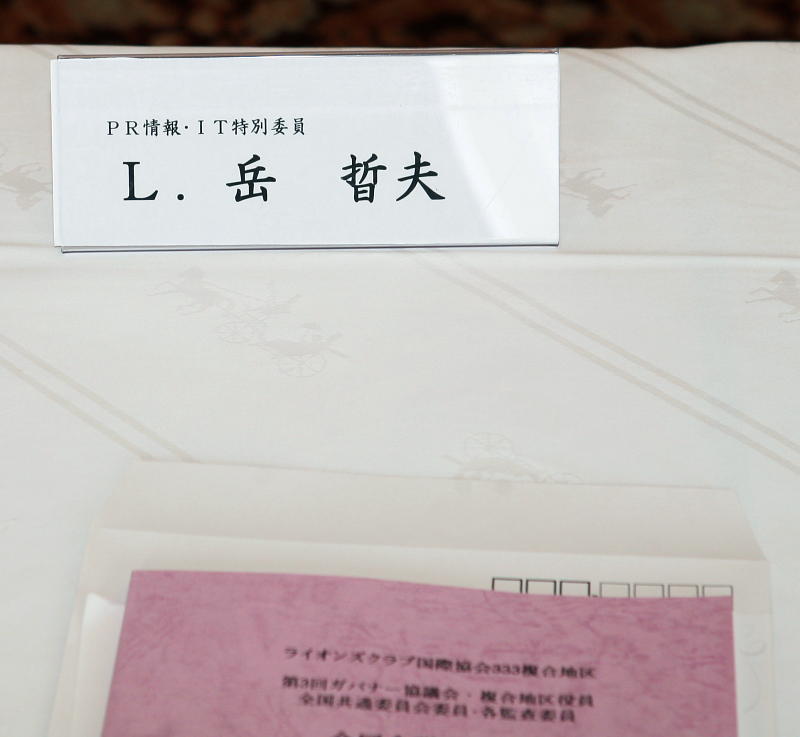 PR情報・IT特別委員
L. 岳 哲夫
ライオンズクラブ国際協会333複合地区
第3回ガバナー協議会・複合地区役員
全国共通委員会委員・各監査委員